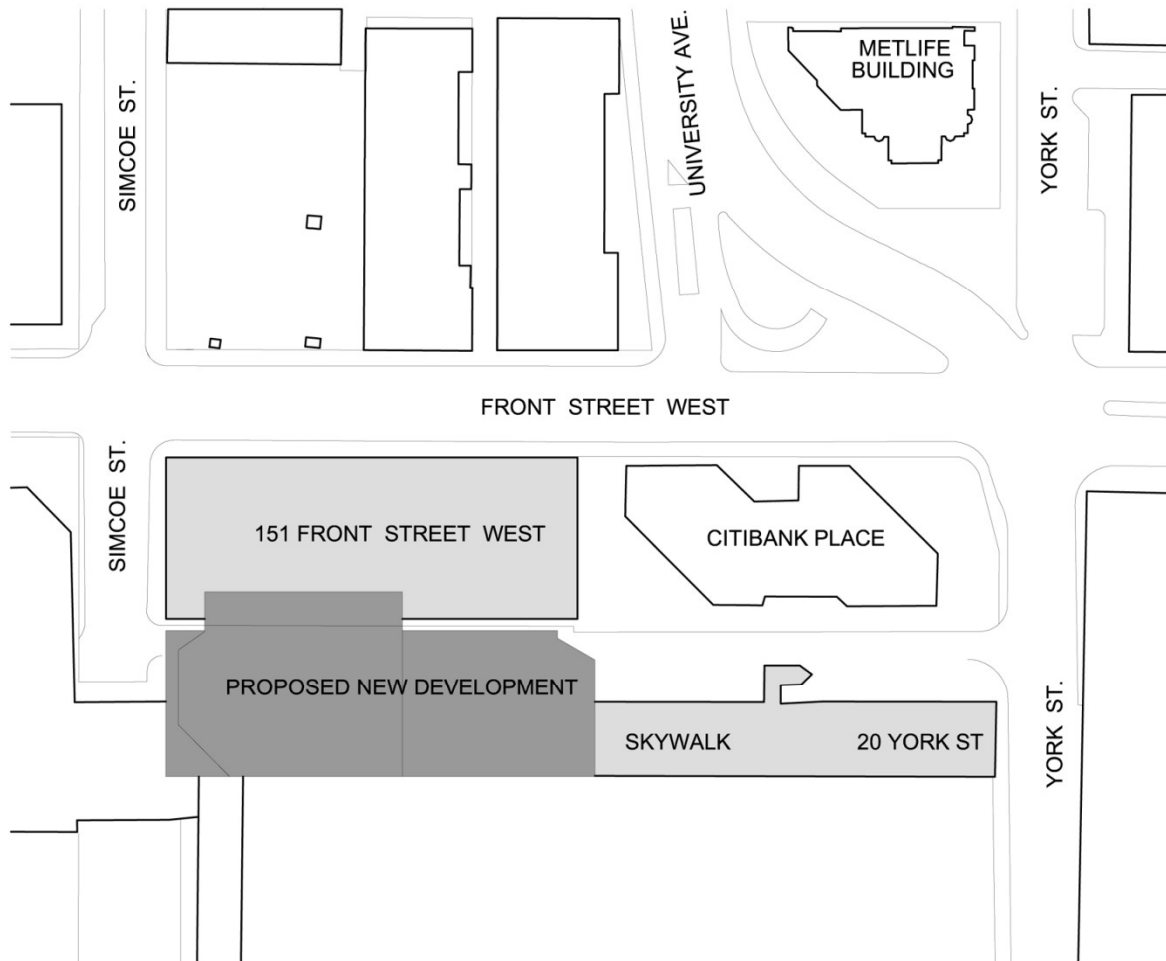 SIMCOE ST.
UNIVERSITY AVE.
METLIFE
BUILDING
YORK ST.
FRONT STREET WEST
SIMCOE ST.
151 FRONT STREET WEST
CITIBANK PLACE
PROPOSED NEW DEVELOPMENT
SKYWALK
20 YORK ST
YORK ST.